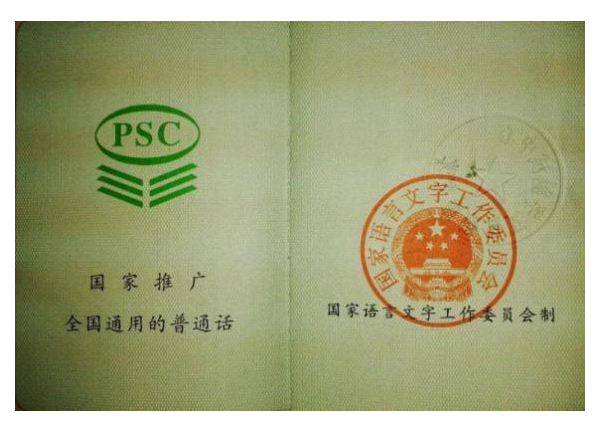 PSC
国家推广
全国通用的普通话
国家语言文字工作委员会
国家语言文字工作委员会制